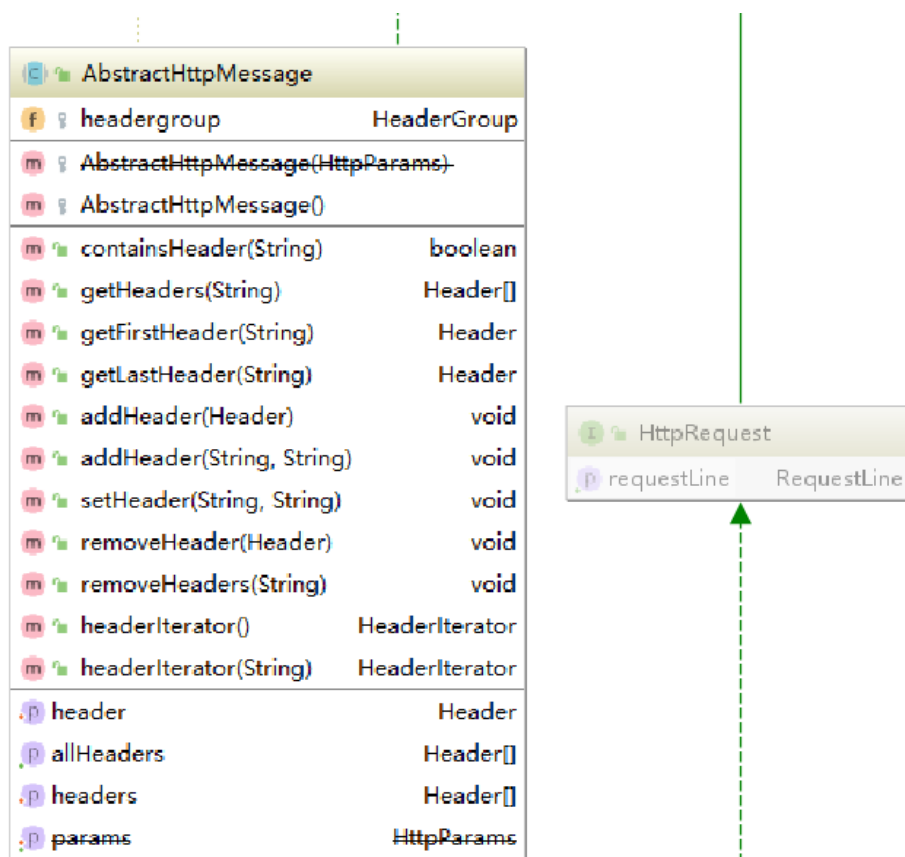 AbstractHttpMessage
headergroup HeaderGroup
AbstractHttpMessage(HttpParams)
AbstractHttpMessage()
containsHeader(String) boolean
getHeaders(String) Header[]
getFirstHeader(String) Header
getLastHeader(String) Header
addHeader(Header) void
addHeader(String, String) void
setHeader(String, String) void
removeHeader(Header) void
removeHeaders(String) void
headerIterator() HeaderIterator
headerIterator(String) HeaderIterator
header Header
allHeaders Header[]
headers Header[]
params HttpParams
HttpRequest
requestLine RequestLine